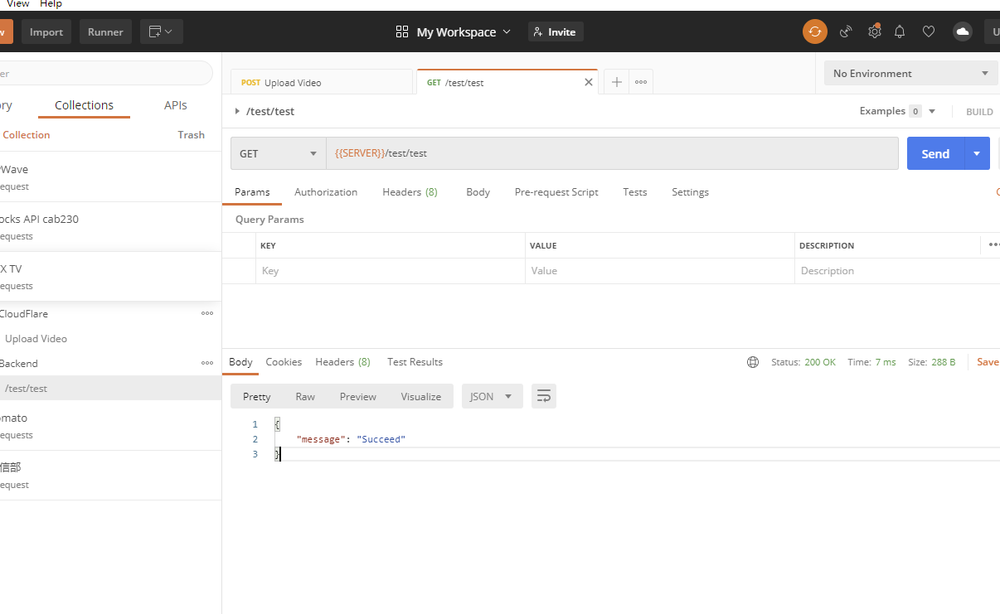 View Help
w Import Runner My Workspace Invite U
er
POST Upload Video GET /test/test No Environment
ory Collections APIs
/test/test Examples 0 BUILD
Collection Trash
GET {{SERVER}}/test/test Send
Wave
equest
Params Authorization Headers (8) Body Pre-request Script Tests Settings C
ocks API cab230
Query Params
equests
KEY VALUE DESCRIPTION
X TV
Key Value Description
equests
CloudFlare
Upload Video
Backend
Body Cookies Headers (8) Test Results Status: 200 OK Time: 7 ms Size: 288 B Save
/test/test
Pretty Raw Preview Visualize JSON
omato
1 {
equests
2 "message": "Succeed"
3 }
信部
equest